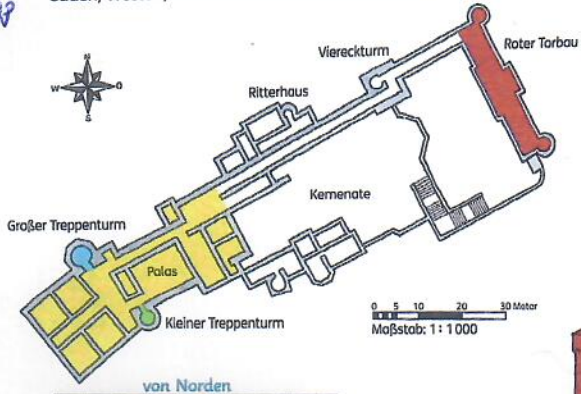 N
W
O
S
Viereckturm
Roter Torbau
Ritterhaus
Kemenate
Großer Treppenturm
Palas
Kleiner Treppenturm
0 5 10 20 30 Meter
Maßstab: 1:1000
von Norden